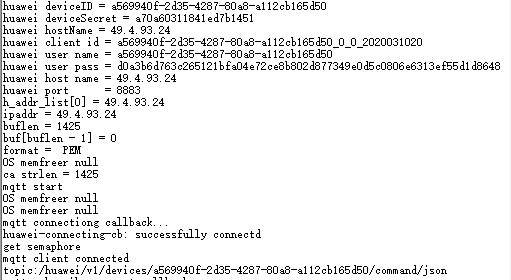 huawei deviceID = a569940f-2d35-4287-80a8-a112cb165d50
huawei deviceSecret = a70a60311841ed7b1451
huawei hostName = 49.4.93.24
huawei client id = a569940f-2d35-4287-80a8-a112cb165d50_0_0_2020031020
huawei user name = a569940f-2d35-4287-80a8-a112cb165d50
huawei user pass = d0a3b6d763c265121bfa04e72ce8b802d877349e0d5c0806e6313ef55d1d8648
huawei host name = 49.4.93.24
huawei port      = 8883
h_addr_list[0] = 49.4.93.24
ipaddr = 49.4.93.24
buflen = 1425
buf[buflen - 1] = 0
format =  PEM
OS memfreer null
ca strlen = 1425
mqtt start
OS memfreer null
OS memfreer null
mqtt connectiong callback...
huawei-connecting-cb: successfully connectd
get semaphore
mqtt client connected
topic:/huawei/v1/devices/a569940f-2d35-4287-80a8-a112cb165d50/command/json